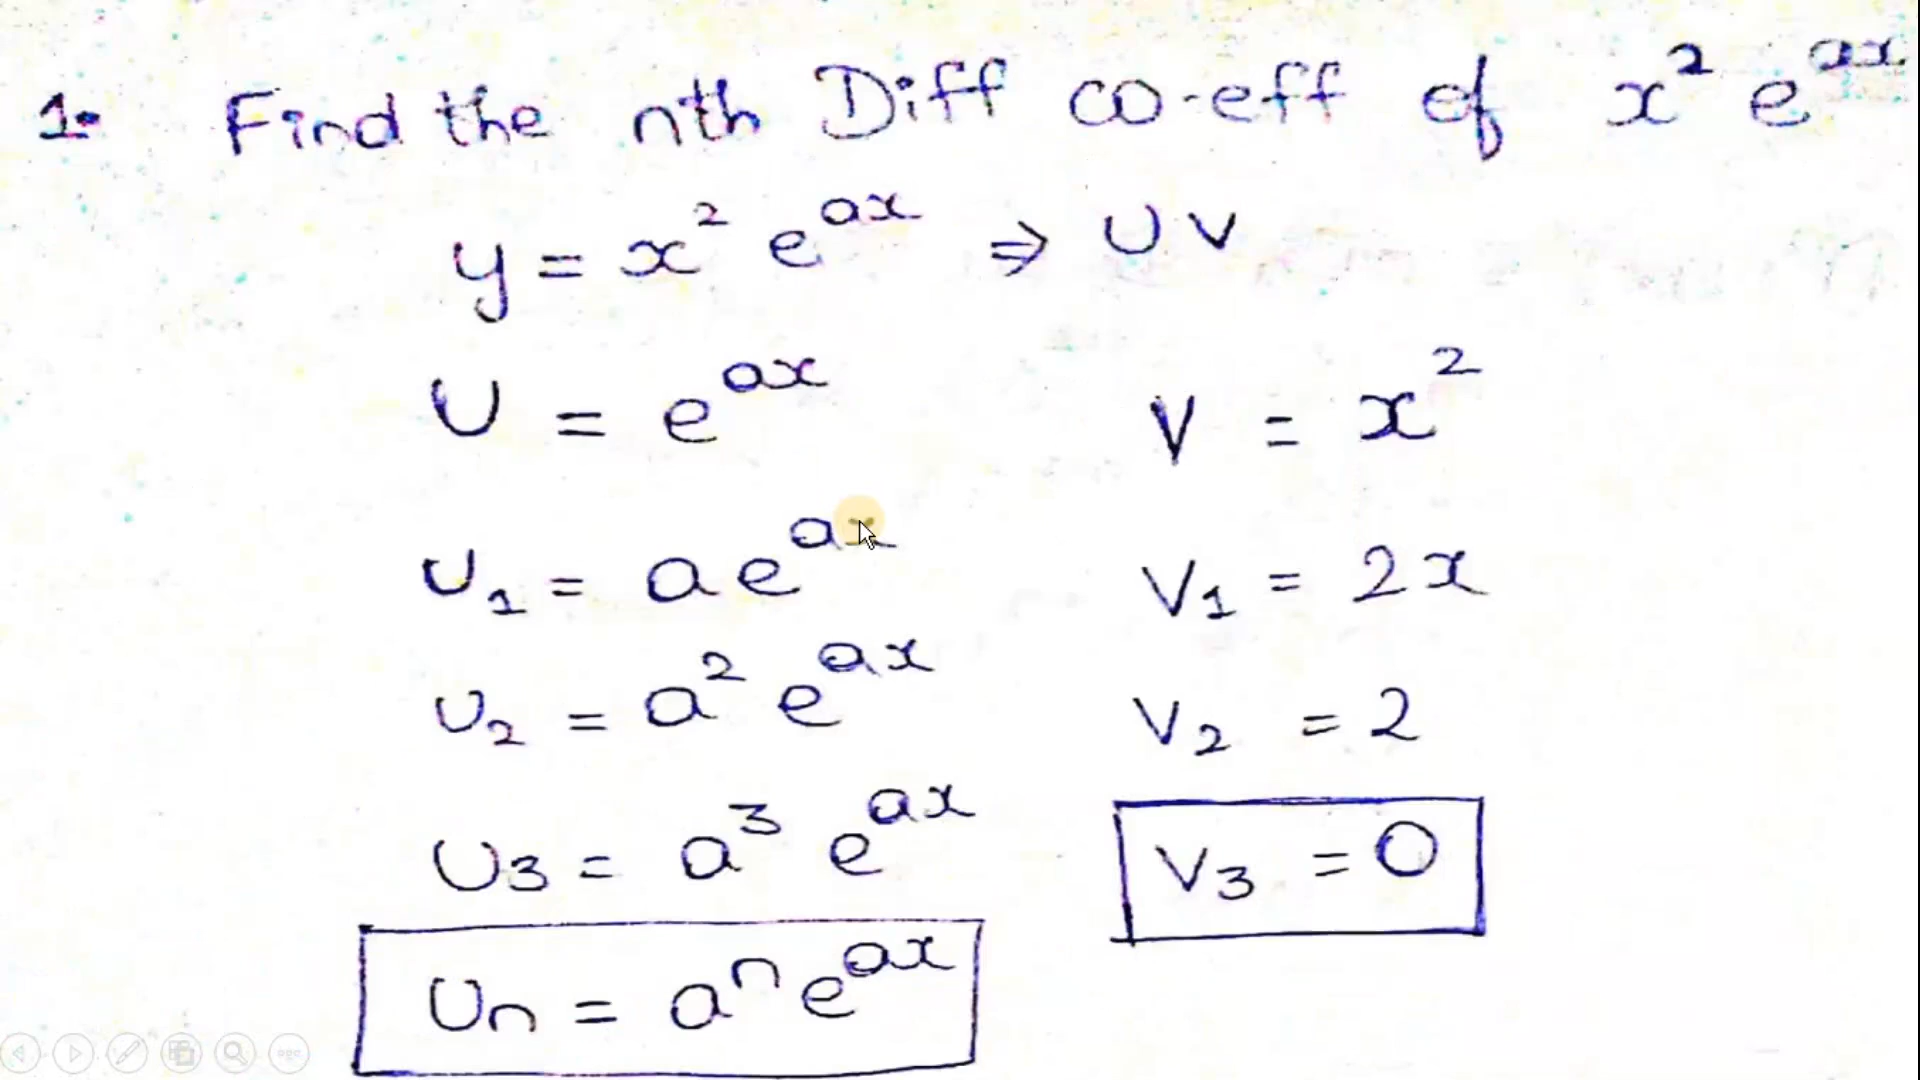 1. Find the nth Diff co-eff of x² e^ax
y = x² e^ax ⇒ U V
U = e^ax V = x²
U₁ = a e^ax V₁ = 2x
U₂ = a² e^ax V₂ = 2
U₃ = a³ e^ax V₃ = 0
Uₙ = aⁿ e^ax